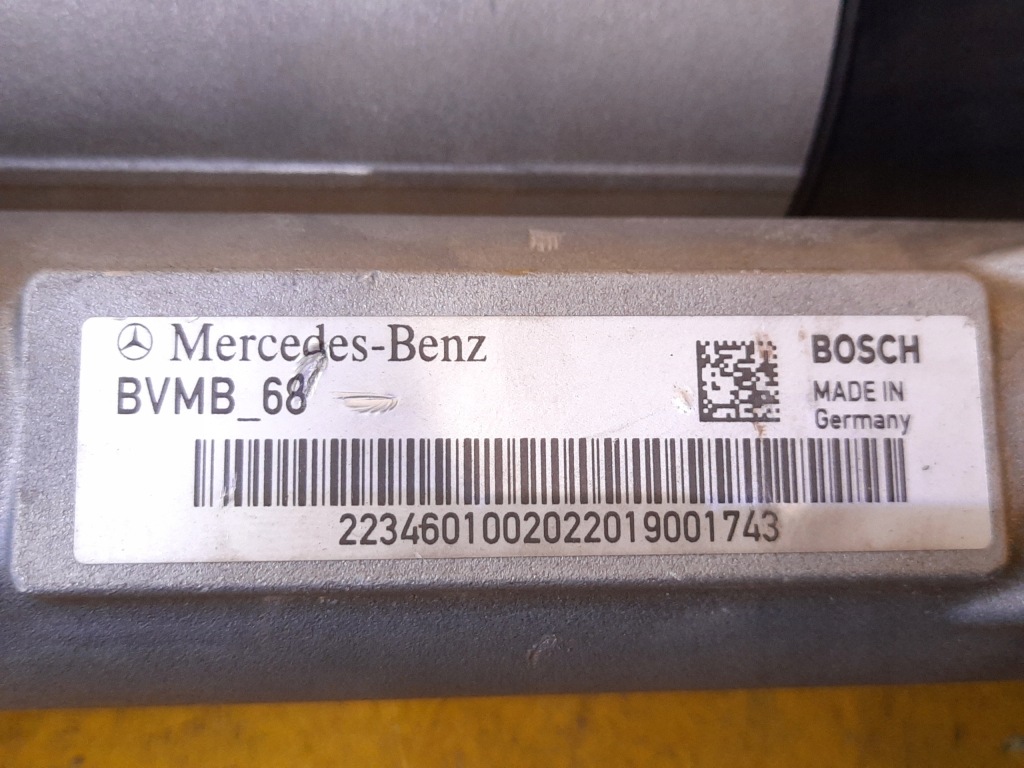 Mercedes-Benz
BVMB_68
BOSCH
MADE IN
Germany
2234601002022019001743